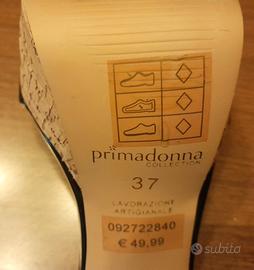 primadonna
COLLECTION
37
LAVORAZIONE
ARTIGIANALE
092722840
€ 49,99
subito